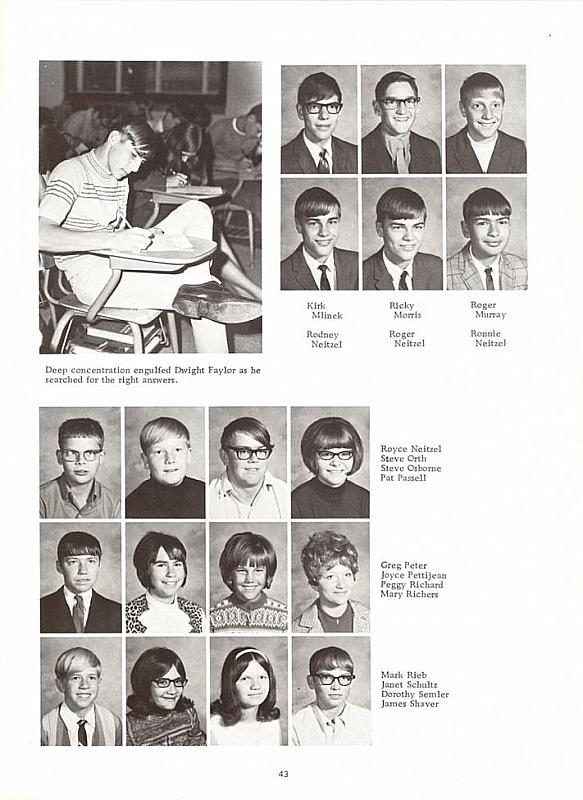 Kirk
Mlinek
Ricky
Morris
Roger
Murray
Rodney
Neitzel
Roger
Neitzel
Ronnie
Neitzel
Deep concentration engulfed Dwight Faylor as he
searched for the right answers.
Royce Neitzel
Steve Orth
Steve Osborne
Pat Passell
Greg Peter
Joyce Pettijean
Peggy Richard
Mary Richers
Mark Rieb
Janet Schultz
Dorothy Semler
James Shaver
43